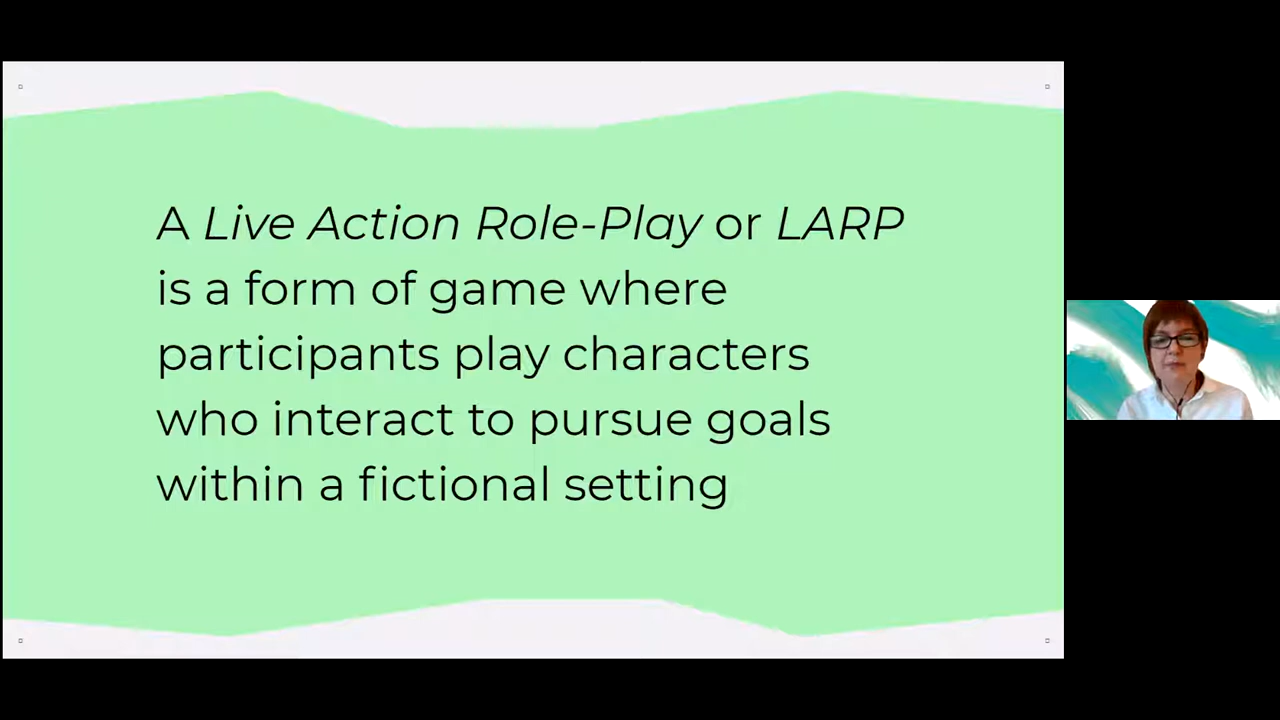 A Live Action Role-Play or LARP
is a form of game where
participants play characters
who interact to pursue goals
within a fictional setting